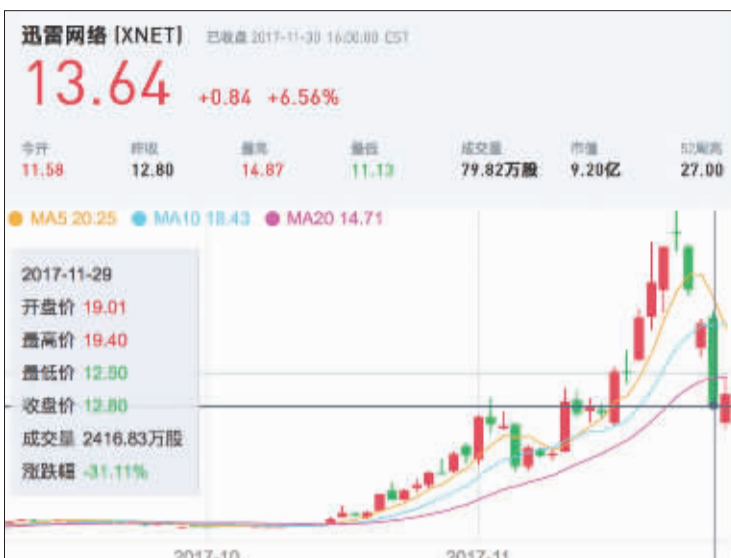 迅雷网络 (XNET) 已收盘 2017-11-30 16:00:00 CST
13.64 +0.84 +6.56%
今开 昨收 最高 最低 成交量 市值 52周高
11.58 12.80 14.87 11.13 79.82万股 9.20亿 27.00
MA5 20.25 MA10 18.43 MA20 14.71
2017-11-29
开盘价 19.01
最高价 19.40
最低价 12.80
收盘价 12.80
成交量 2416.83万股
涨跌幅 -31.11%
2017-10 2017-11